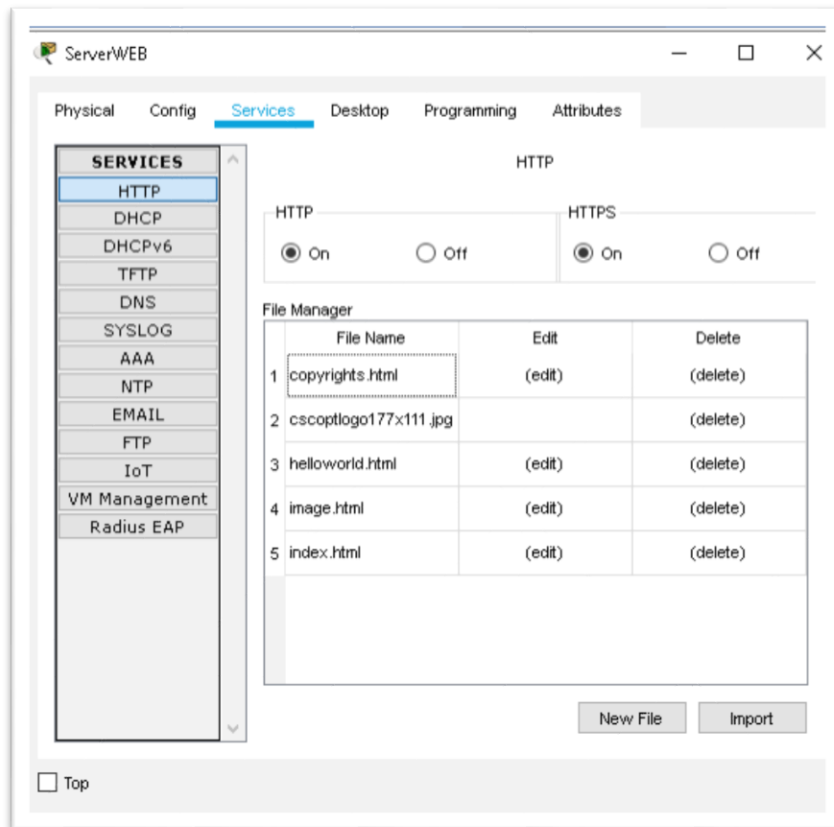 ServerWEB
Physical Config Services Desktop Programming Attributes
SERVICES
HTTP
DHCP
DHCPv6
TFTP
DNS
SYSLOG
AAA
NTP
EMAIL
FTP
IoT
VM Management
Radius EAP
HTTP
HTTP HTTPS
On Off On Off
File Manager
File Name Edit Delete
1 copyrights.html (edit) (delete)
2 cscoptlogo177x111.jpg (delete)
3 helloworld.html (edit) (delete)
4 image.html (edit) (delete)
5 index.html (edit) (delete)
New File Import
Top